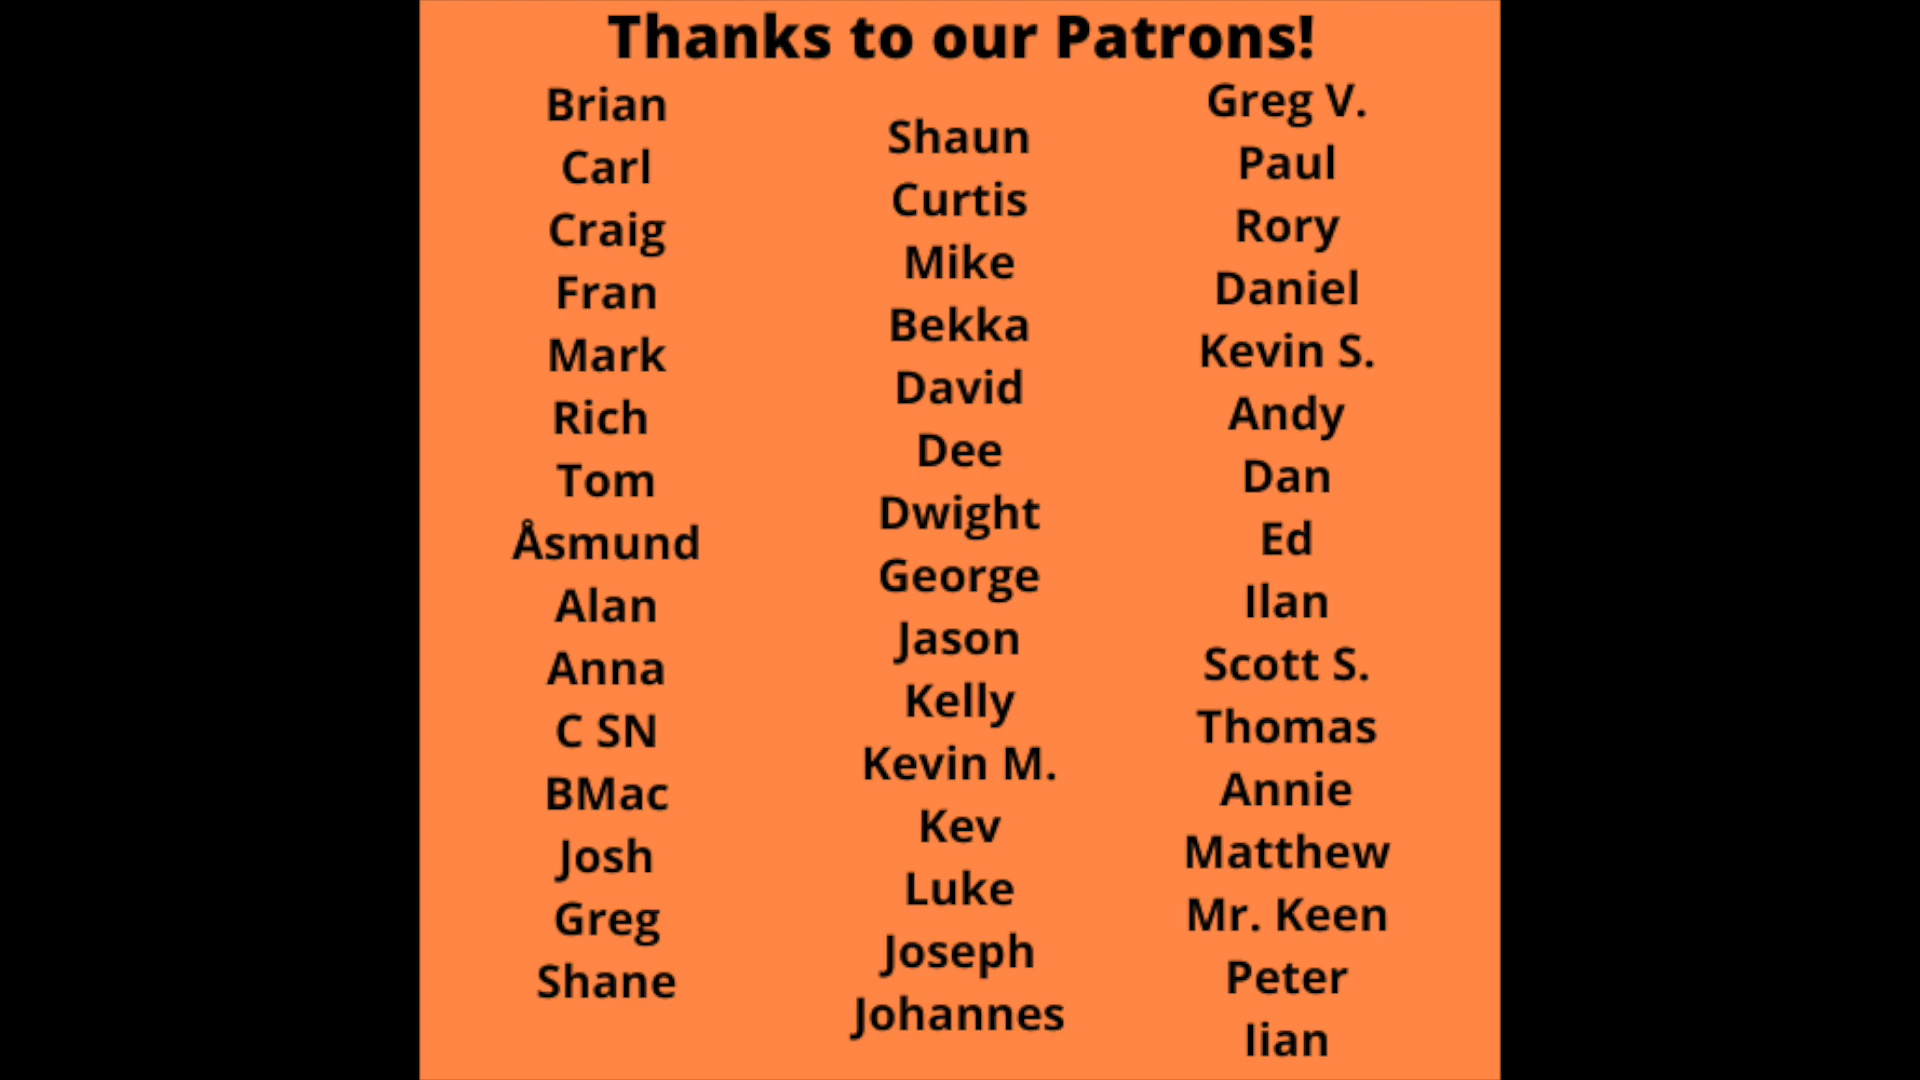 Thanks to our Patrons!
Brian
Carl
Craig
Fran
Mark
Rich
Tom
Åsmund
Alan
Anna
C SN
BMac
Josh
Greg
Shane
Shaun
Curtis
Mike
Bekka
David
Dee
Dwight
George
Jason
Kelly
Kevin M.
Kev
Luke
Joseph
Johannes
Greg V.
Paul
Rory
Daniel
Kevin S.
Andy
Dan
Ed
Ilan
Scott S.
Thomas
Annie
Matthew
Mr. Keen
Peter
Iian